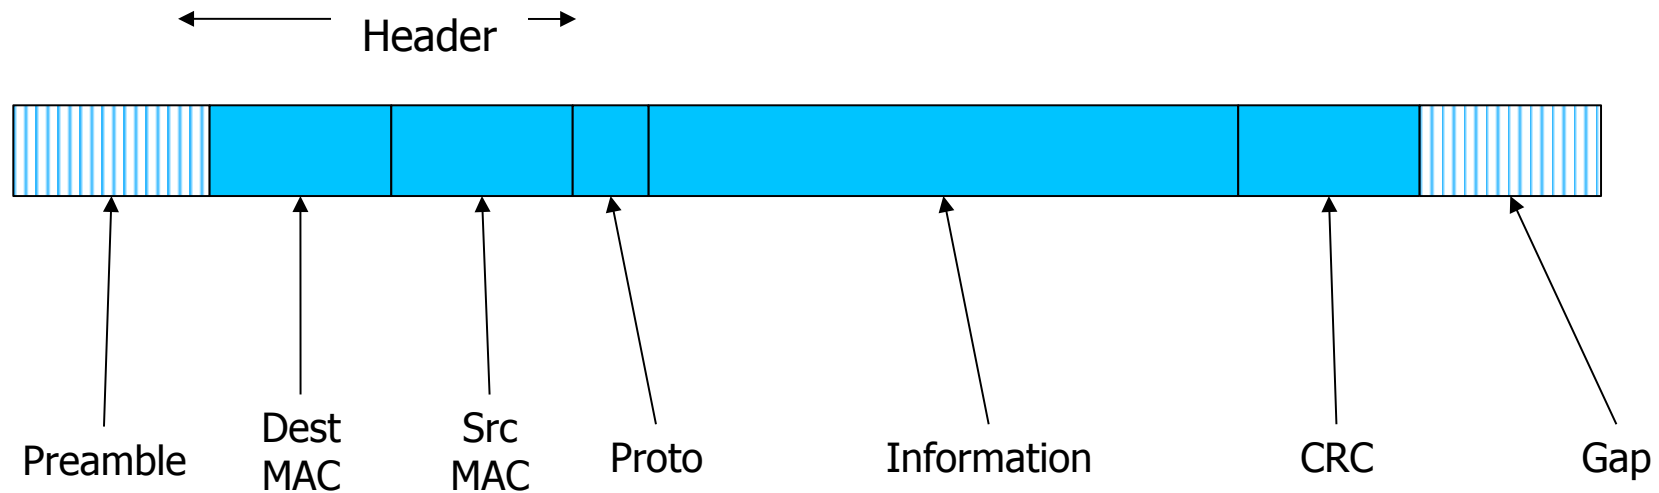 Header
Preamble
Dest
MAC
Src
MAC
Proto
Information
CRC
Gap